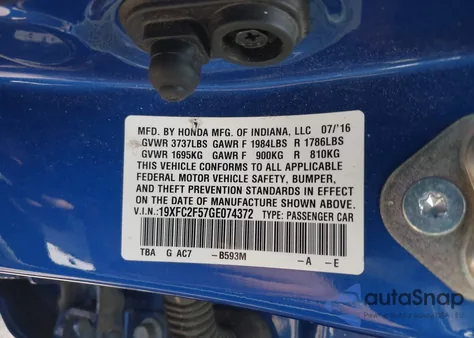 MFD. BY HONDA MFG. OF INDIANA, LLC 07/'16
GVWR 3737LBS GAWR F 1984LBS R 1786LBS
GVWR 1695KG GAWR F 900KG R 810KG
THIS VEHICLE CONFORMS TO ALL APPLICABLE
FEDERAL MOTOR VEHICLE SAFETY, BUMPER,
AND THEFT PREVENTION STANDARDS IN EFFECT
ON THE DATE OF MANUFACTURE SHOWN ABOVE.
V.I.N.:19XFC2F57GE074372 TYPE: PASSENGER CAR
TBA G AC7 -B593M -A -E
autoSnap